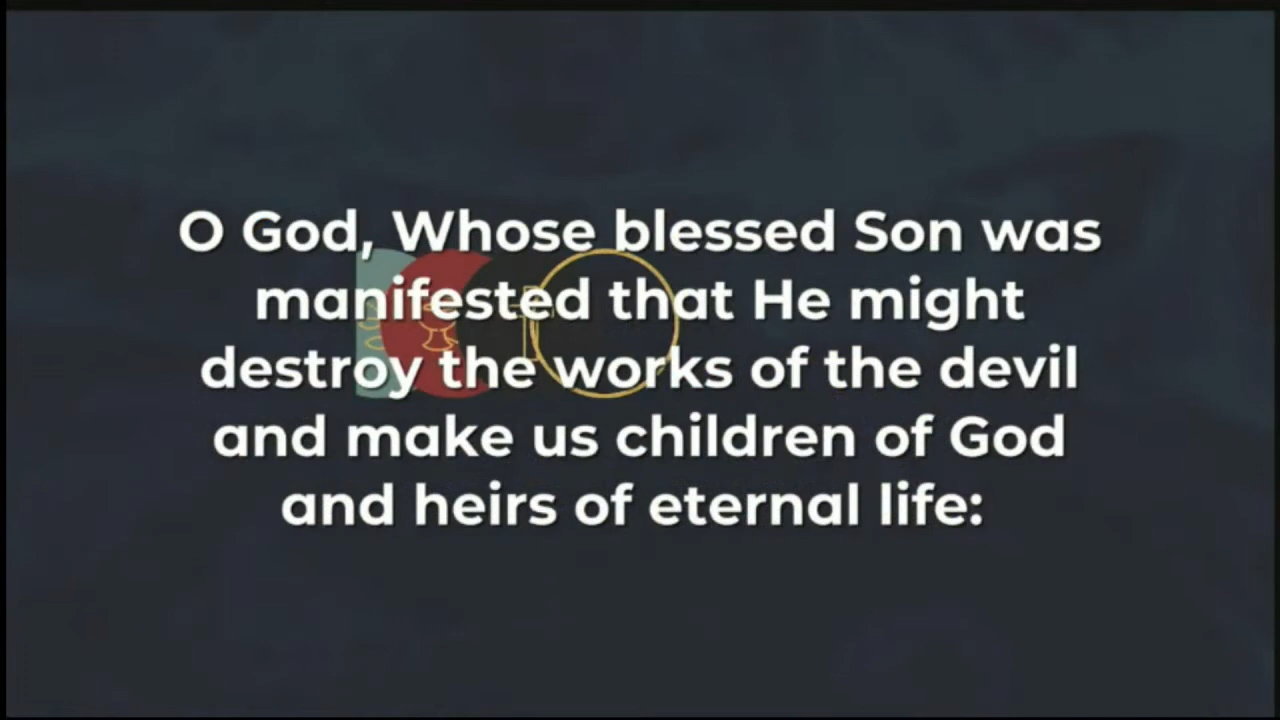 O God, Whose blessed Son was
manifested that He might
destroy the works of the devil
and make us children of God
and heirs of eternal life: